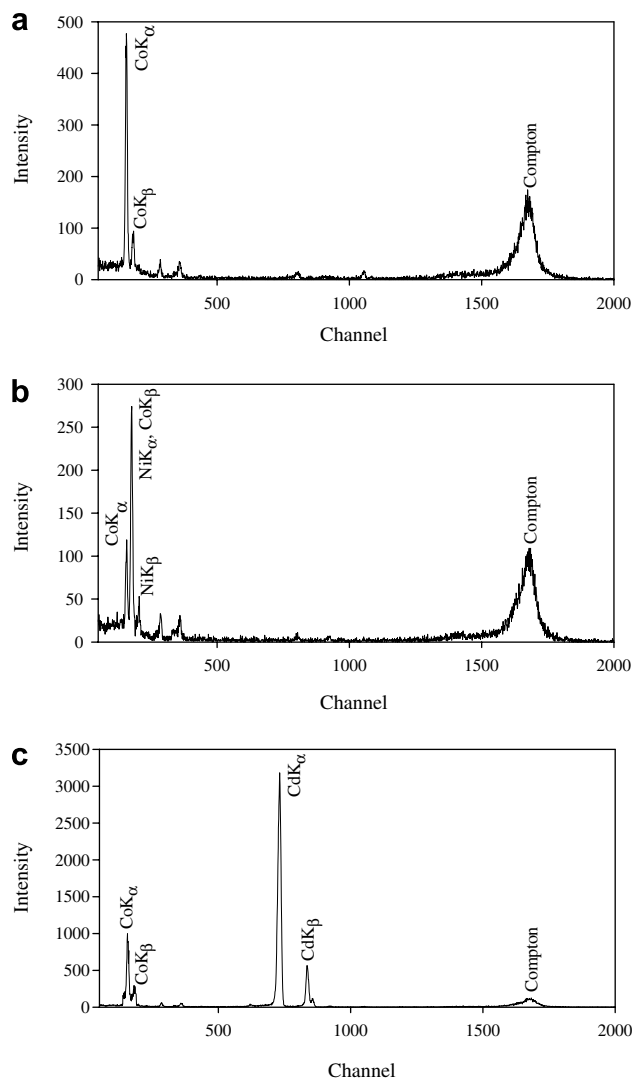 a
500
400
300
200
100
0
Intensity
CoKα
CoKβ
Compton
500 1000 1500 2000
Channel
b
300
250
200
150
100
50
0
Intensity
CoKα
NiKα, CoKβ
NiKβ
Compton
500 1000 1500 2000
Channel
c
3500
3000
2500
2000
1500
1000
500
0
Intensity
CoKα
CoKβ
CdKα
CdKβ
Compton
500 1000 1500 2000
Channel